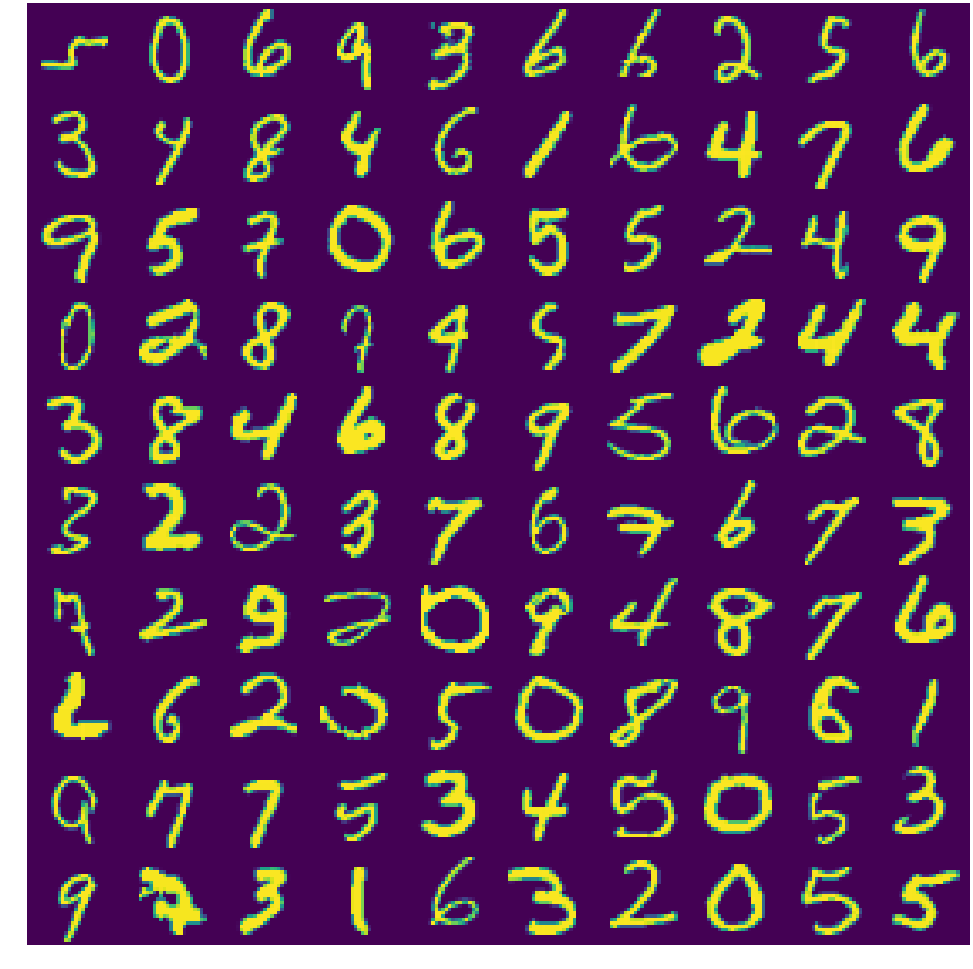 5 0 6 9 3 6 6 2 5 6
3 4 8 4 6 1 6 4 7 6
9 5 7 0 6 5 5 2 4 9
0 2 8 7 9 5 7 2 4 4
3 8 4 6 8 9 5 6 2 8
3 2 2 3 7 6 7 6 7 3
7 2 9 2 0 9 4 8 7 6
6 2 0 5 0 8 9 6 1
9 7 7 5 3 4 5 0 5 3
9 3 1 6 3 2 0 5 5